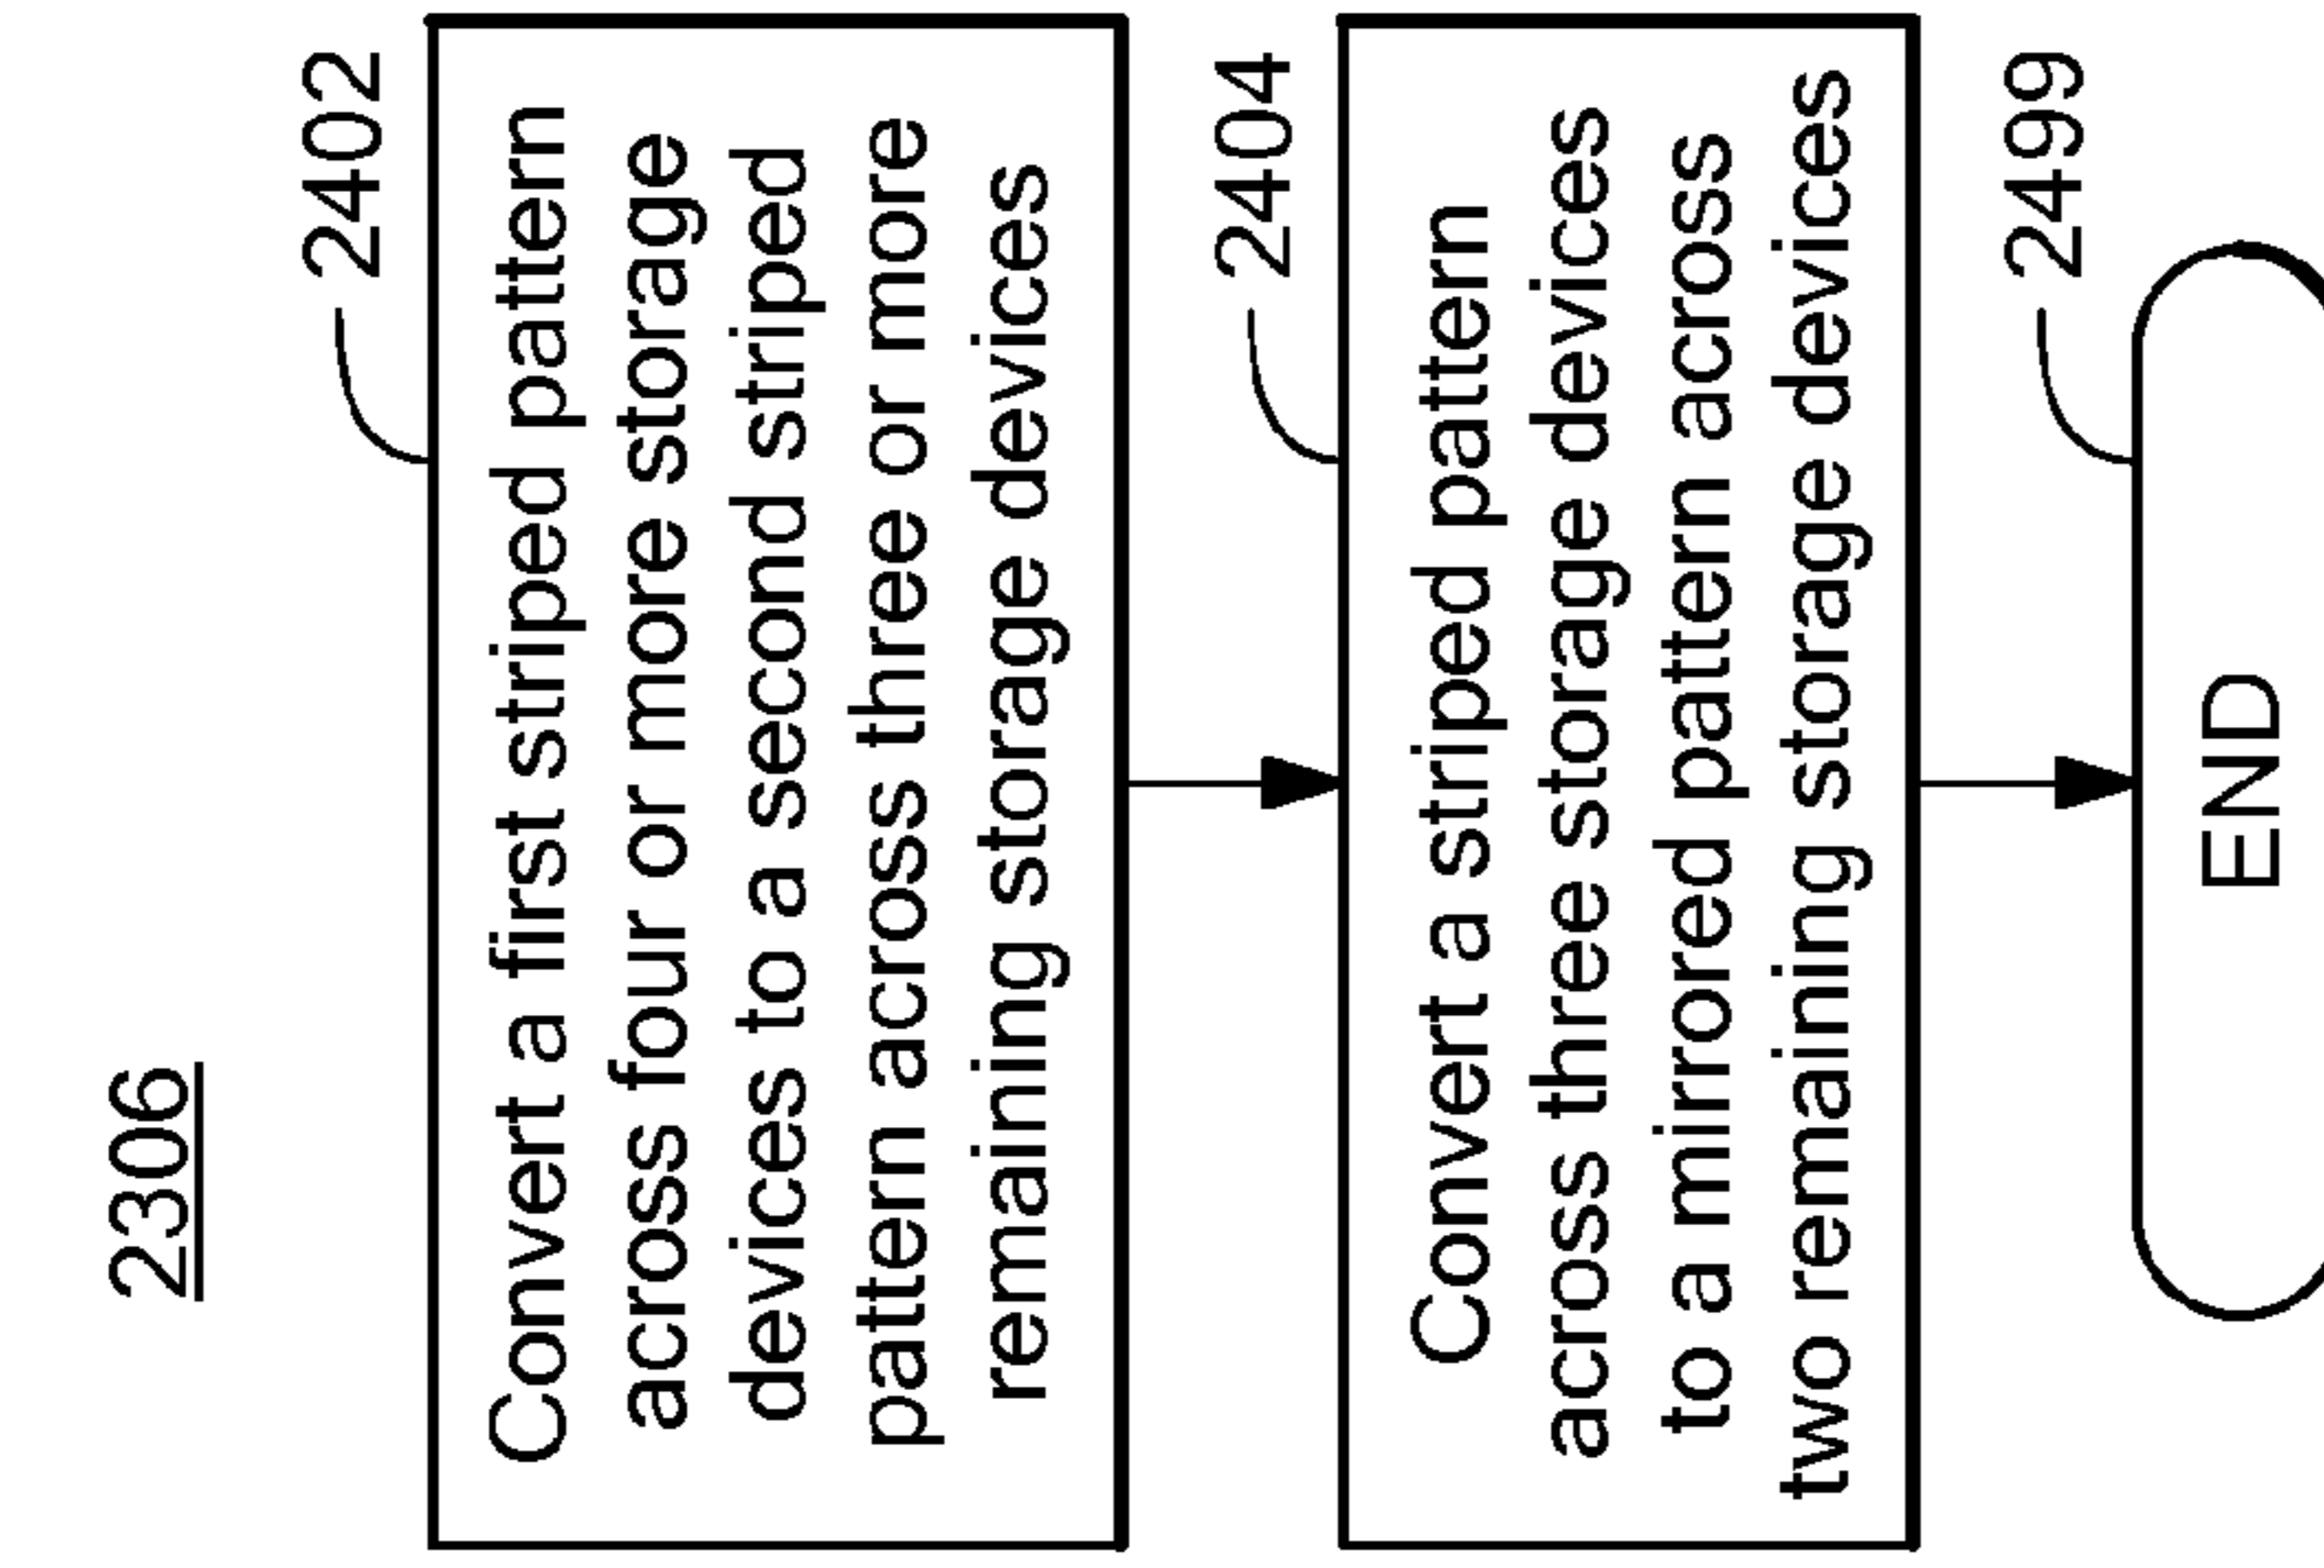 2306
2402
Convert a first striped pattern
across four or more storage
devices to a second striped
pattern across three or more
remaining storage devices
2404
Convert a striped pattern
across three storage devices
to a mirrored pattern across
two remaining storage devices
2499
END